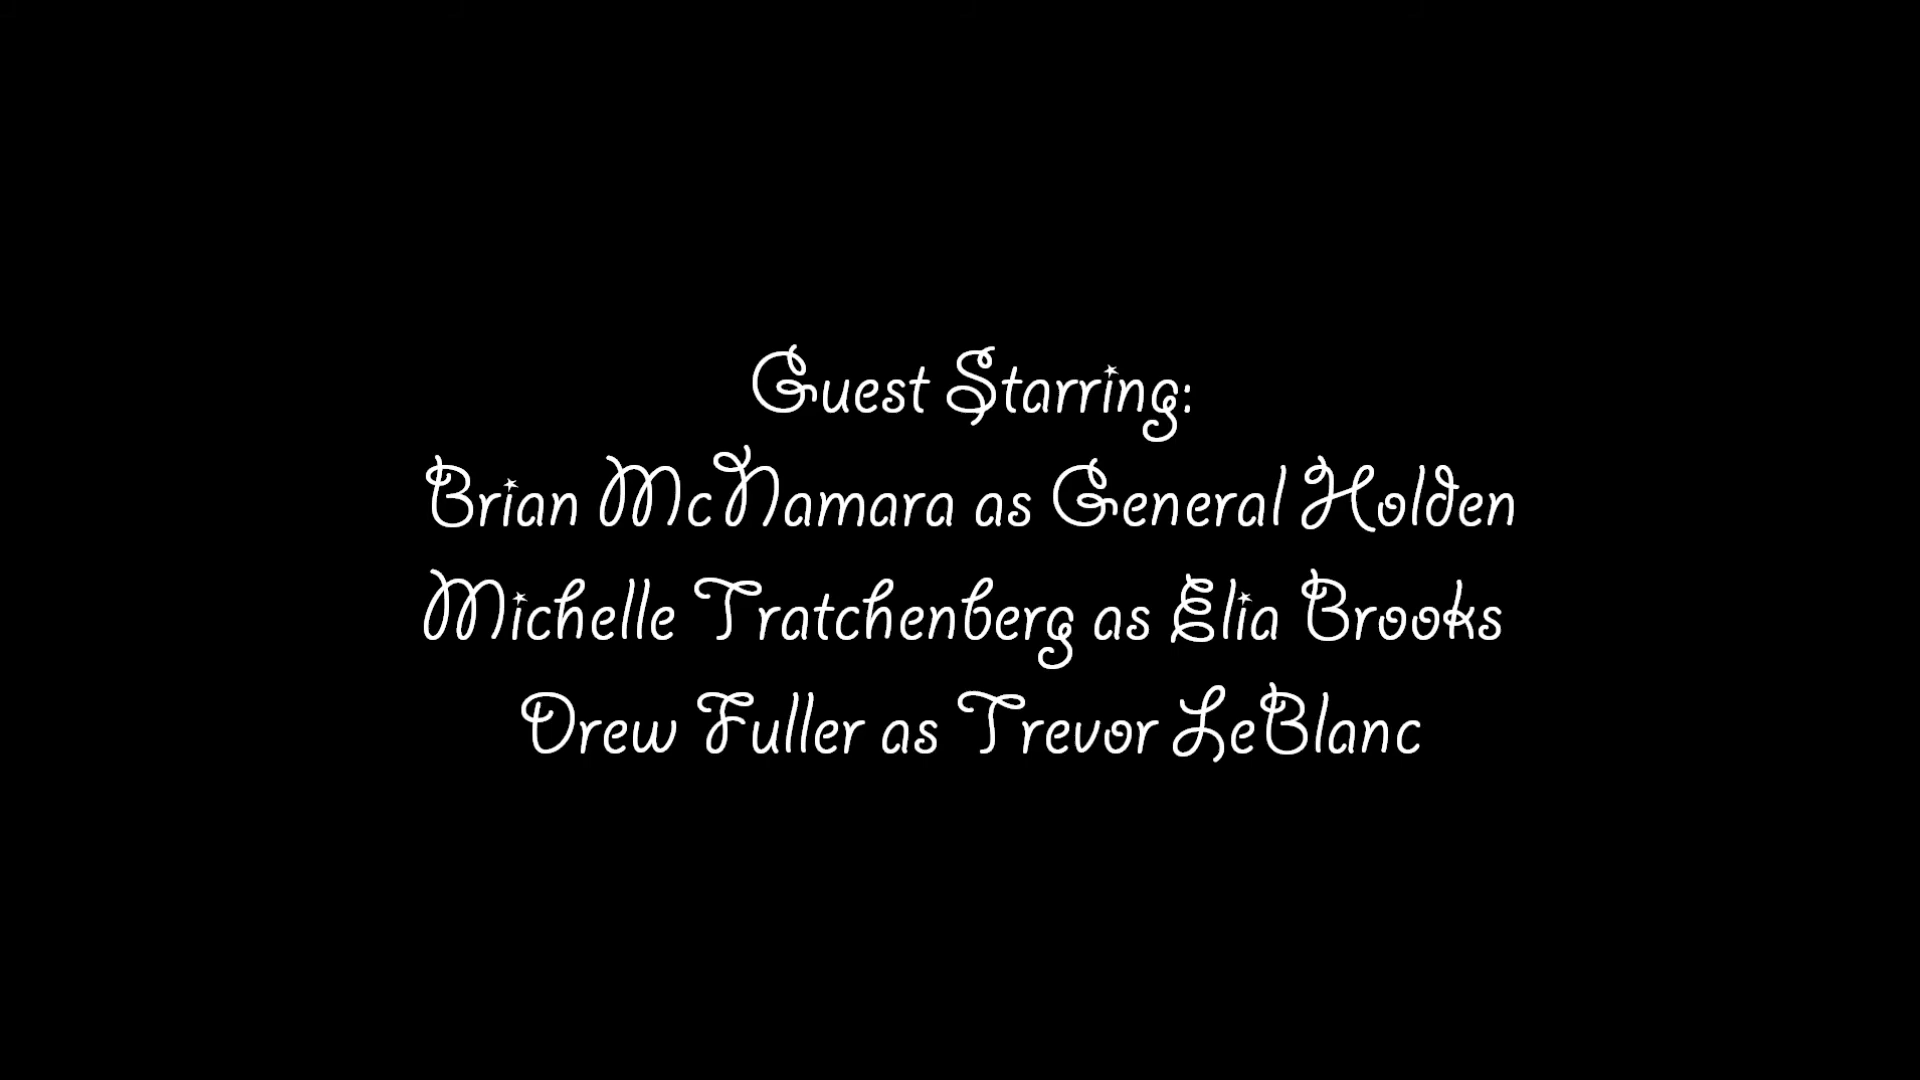 Guest Starring:
Brian McNamara as General Holden
Michelle Tratchenberg as Elia Brooks
Drew Fuller as Trevor LeBlanc